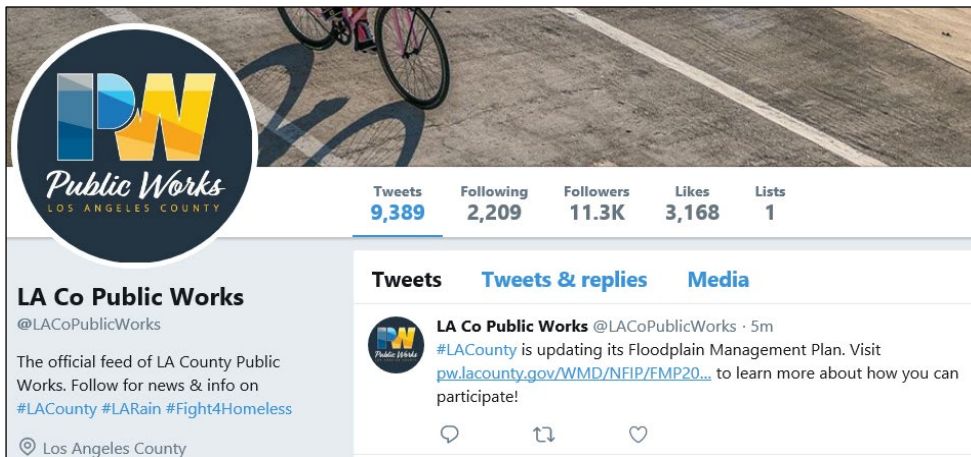 PW
Public Works
LOS ANGELES COUNTY
Tweets Following Followers Likes Lists
9,389 2,209 11.3K 3,168 1
LA Co Public Works
@LACoPublicWorks
The official feed of LA County Public
Works. Follow for news & info on
#LACounty #LARain #Fight4Homeless
Los Angeles County
Tweets Tweets & replies Media
PW
Public Works
LA Co Public Works @LACoPublicWorks · 5m
#LACounty is updating its Floodplain Management Plan. Visit
pw.lacounty.gov/WMD/NFIP/FMP20... to learn more about how you can
participate!